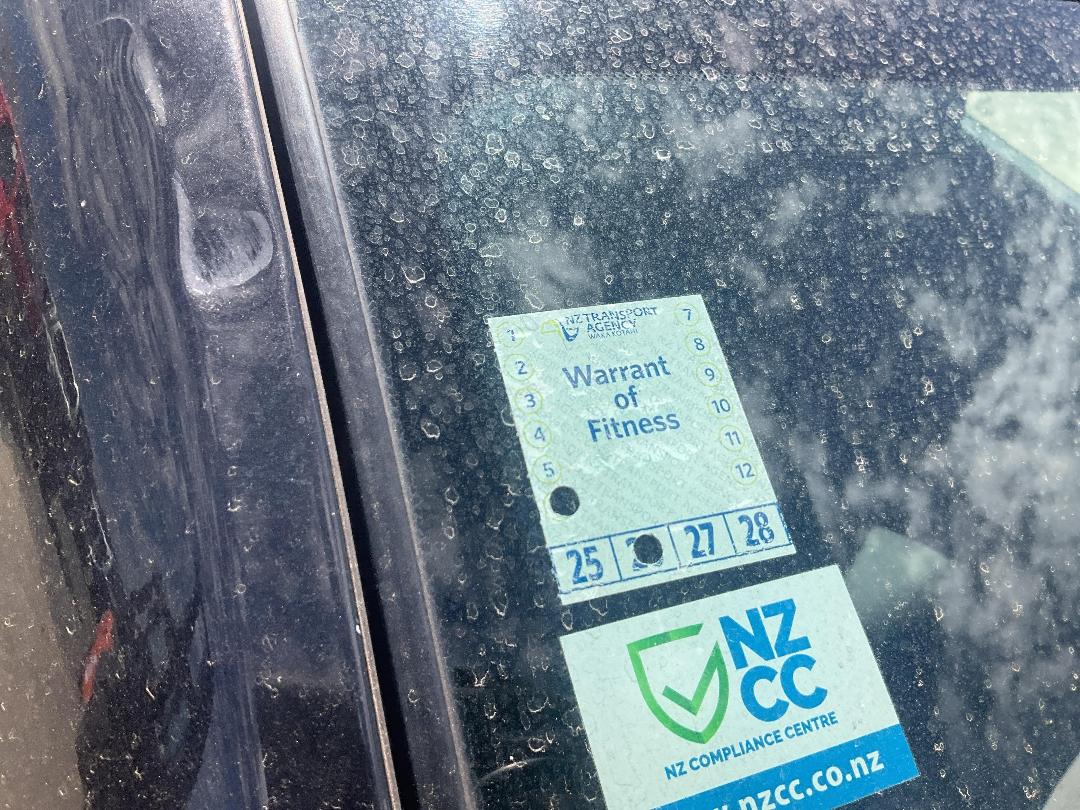 NZ TRANSPORT
AGENCY
WAKA KOTAHI
Warrant
of
Fitness
1
2
3
4
5
7
8
9
10
11
12
25
27
28
NZ
CC
NZ COMPLIANCE CENTRE
nzcc.co.nz